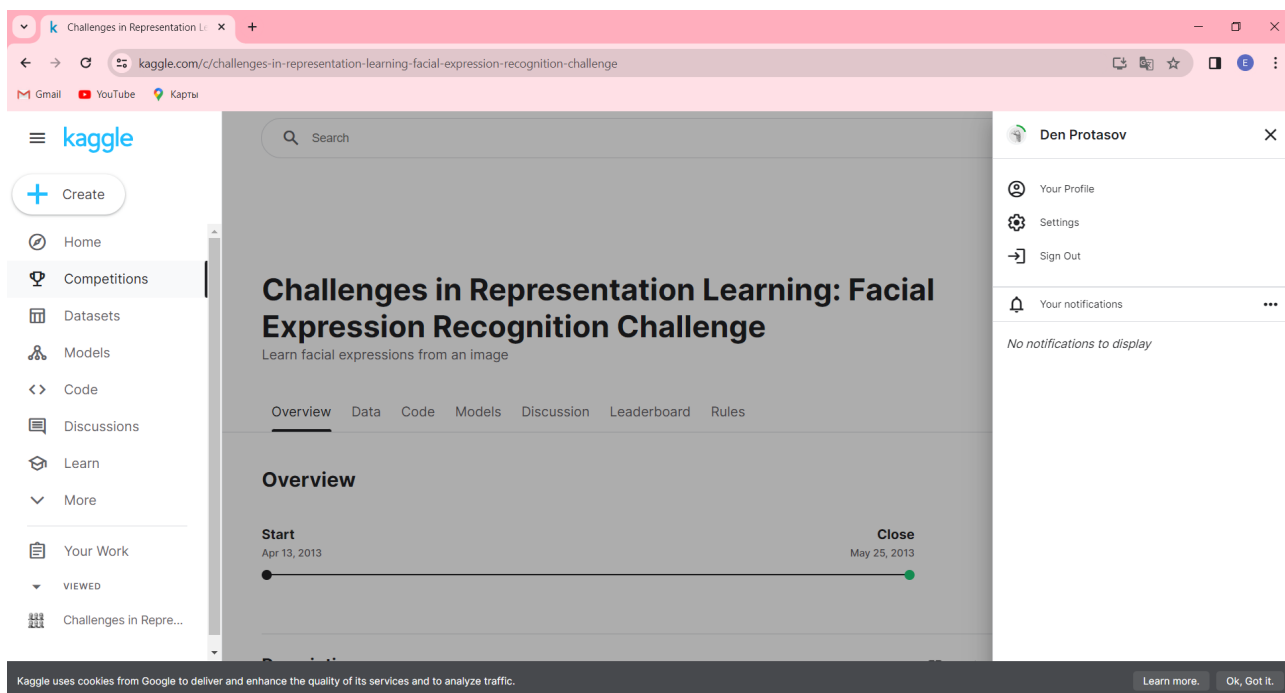 k Challenges in Representation Le
kaggle.com/c/challenges-in-representation-learning-facial-expression-recognition-challenge
E
Gmail YouTube Карты
kaggle
Search
Den Protasov
Create
Your Profile
Settings
Sign Out
Home
Competitions
Datasets
Models
Code
Discussions
Learn
More
Your Work
VIEWED
Challenges in Repre...
Challenges in Representation Learning: Facial
Expression Recognition Challenge
Learn facial expressions from an image
Overview Data Code Models Discussion Leaderboard Rules
Overview
Start Close
Apr 13, 2013 May 25, 2013
Your notifications
No notifications to display
Kaggle uses cookies from Google to deliver and enhance the quality of its services and to analyze traffic.
Learn more. Ok, Got it.